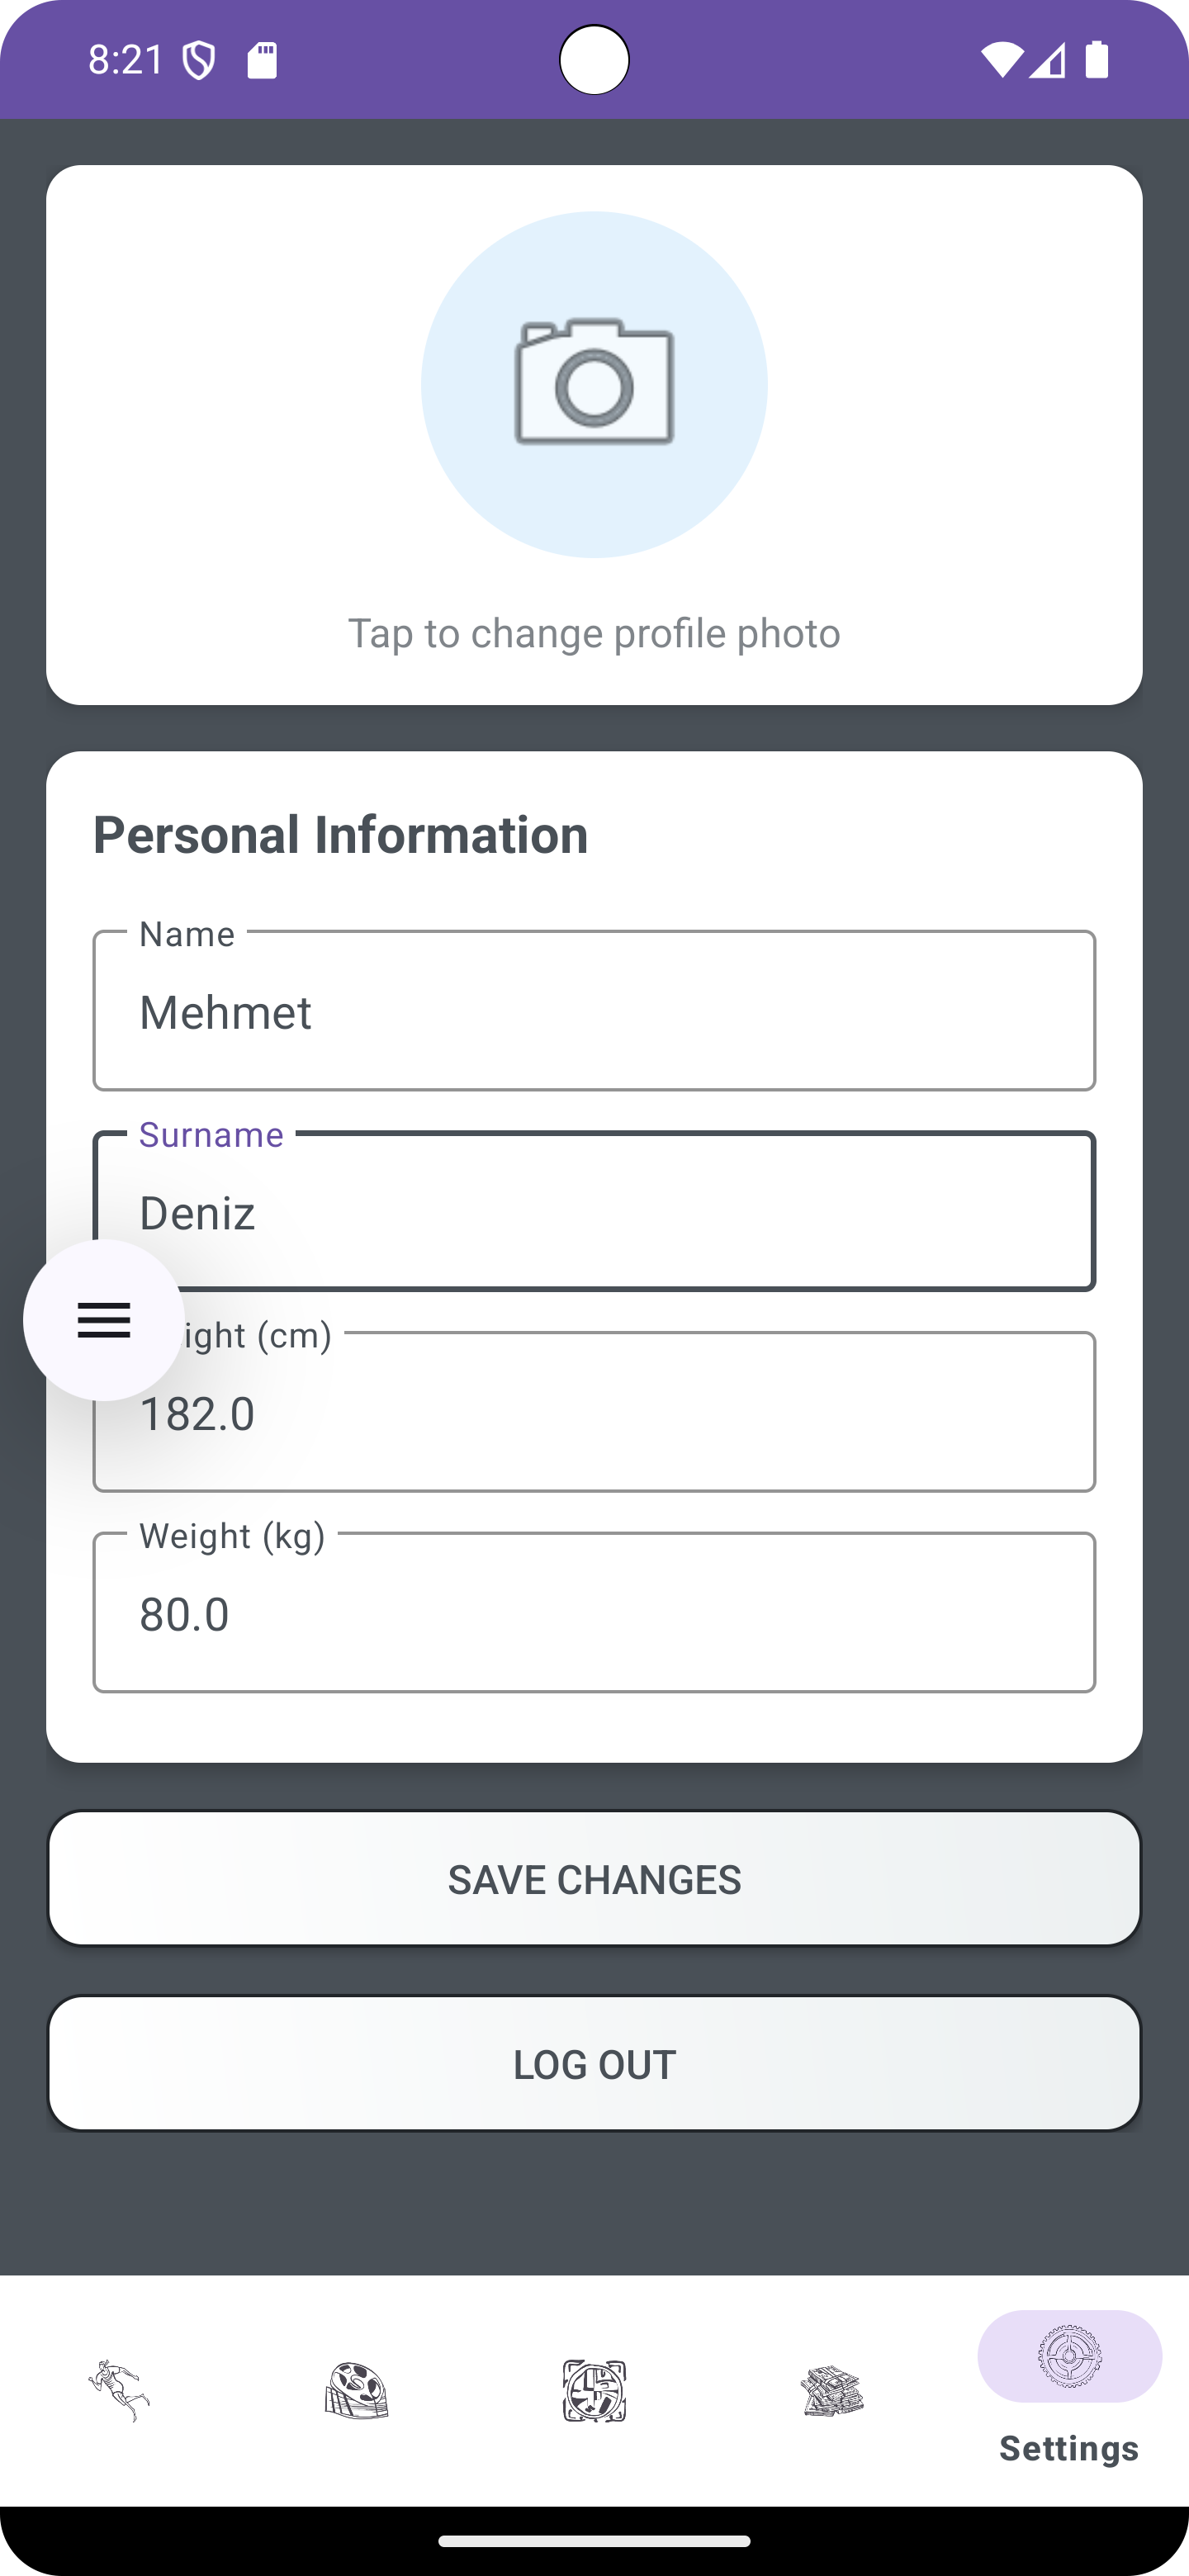 8:21
Tap to change profile photo
Personal Information
Name
Mehmet
Surname
Deniz
ight (cm)
182.0
Weight (kg)
80.0
SAVE CHANGES
LOG OUT
Settings